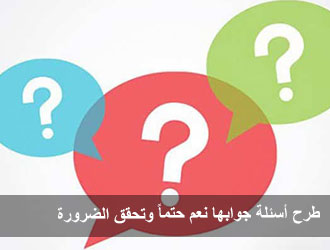 ? ? ?
طرح أسئلة جوابها نعم حتماً وتحقق الضرورة